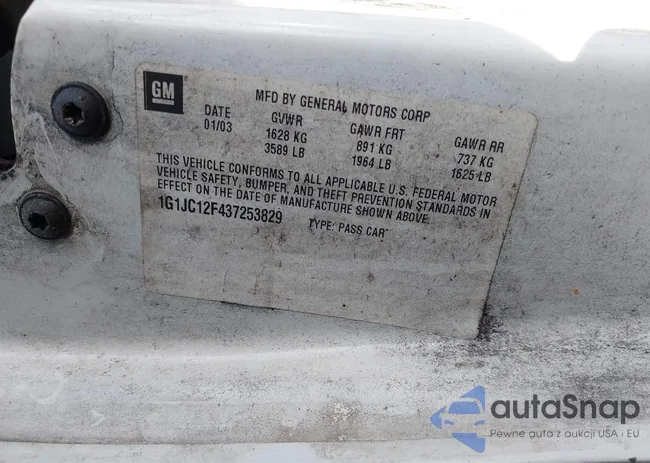 GM
MFD BY GENERAL MOTORS CORP
DATE GVWR GAWR FRT GAWR RR
01/03 1628 KG 891 KG 737 KG
3589 LB 1964 LB 1625 LB
THIS VEHICLE CONFORMS TO ALL APPLICABLE U.S. FEDERAL MOTOR
VEHICLE SAFETY, BUMPER, AND THEFT PREVENTION STANDARDS IN
EFFECT ON THE DATE OF MANUFACTURE SHOWN ABOVE.
1G1JC12F437253829 TYPE: PASS CAR
autoSnap
Pewne auta z aukcji USA i EU